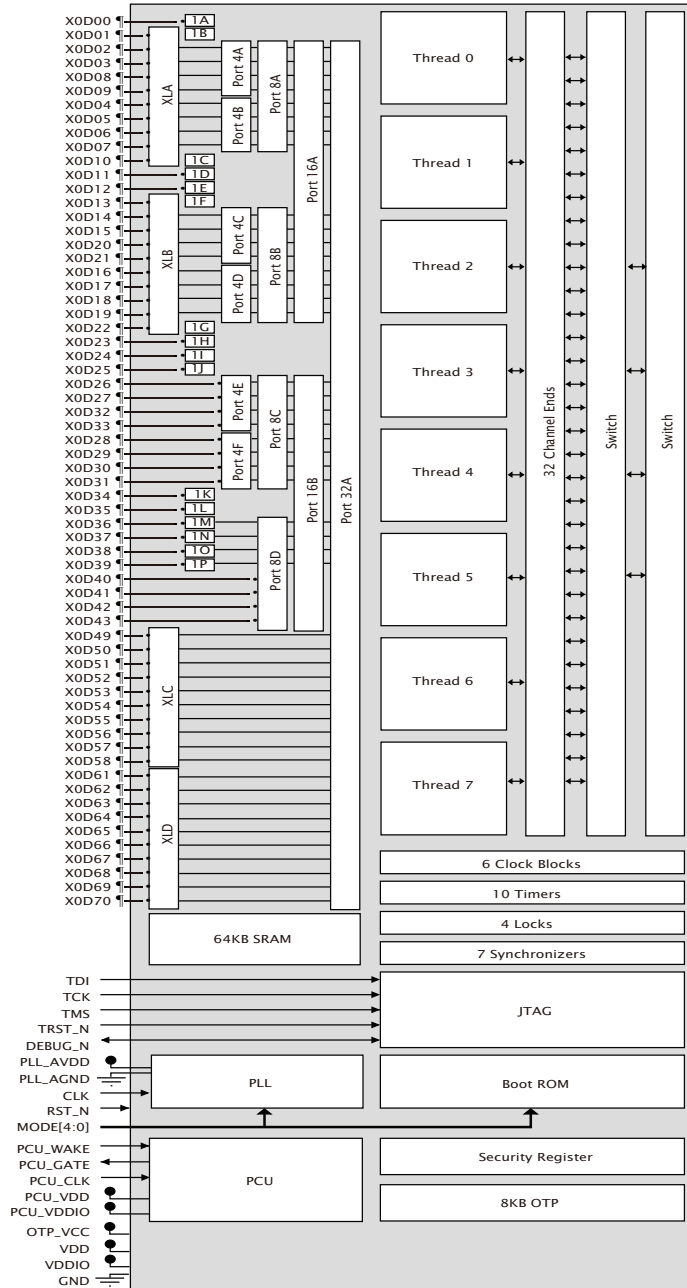 X0D00
X0D01
X0D02
X0D03
X0D08
X0D09
X0D04
X0D05
X0D06
X0D07
X0D10
X0D11
X0D12
X0D13
X0D14
X0D15
X0D20
X0D21
X0D16
X0D17
X0D18
X0D19
X0D22
X0D23
X0D24
X0D25
X0D26
X0D27
X0D32
X0D33
X0D28
X0D29
X0D30
X0D31
X0D34
X0D35
X0D36
X0D37
X0D38
X0D39
X0D40
X0D41
X0D42
X0D43
X0D49
X0D50
X0D51
X0D52
X0D53
X0D54
X0D55
X0D56
X0D57
X0D58
X0D61
X0D62
X0D63
X0D64
X0D65
X0D66
X0D67
X0D68
X0D69
X0D70
XLA
XLB
XLC
XLD
1A
1B
1C
1D
1E
1F
1G
1H
1I
1J
1K
1L
1M
1N
1O
1P
Port 4A
Port 4B
Port 4C
Port 4D
Port 4E
Port 4F
Port 8A
Port 8B
Port 8C
Port 8D
Port 16A
Port 16B
Port 32A
Thread 0
Thread 1
Thread 2
Thread 3
Thread 4
Thread 5
Thread 6
Thread 7
32 Channel Ends
Switch
Switch
6 Clock Blocks
10 Timers
4 Locks
7 Synchronizers
64KB SRAM
TDI
TCK
TMS
TRST_N
DEBUG_N
JTAG
PLL_AVDD
PLL_AGND
CLK
RST_N
MODE[4:0]
PLL
Boot ROM
PCU_WAKE
PCU_GATE
PCU_CLK
PCU_VDD
PCU_VDDIO
PCU
Security Register
8KB OTP
OTP_VCC
VDD
VDDIO
GND